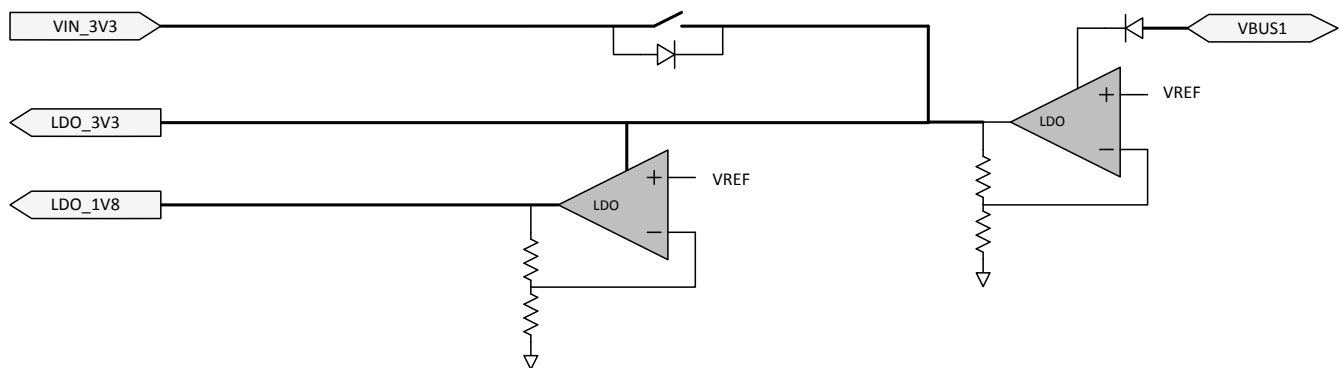 VIN_3V3
VBUS1
+
VREF
LDO
LDO_3V3
−
+
VREF
LDO
LDO_1V8
−